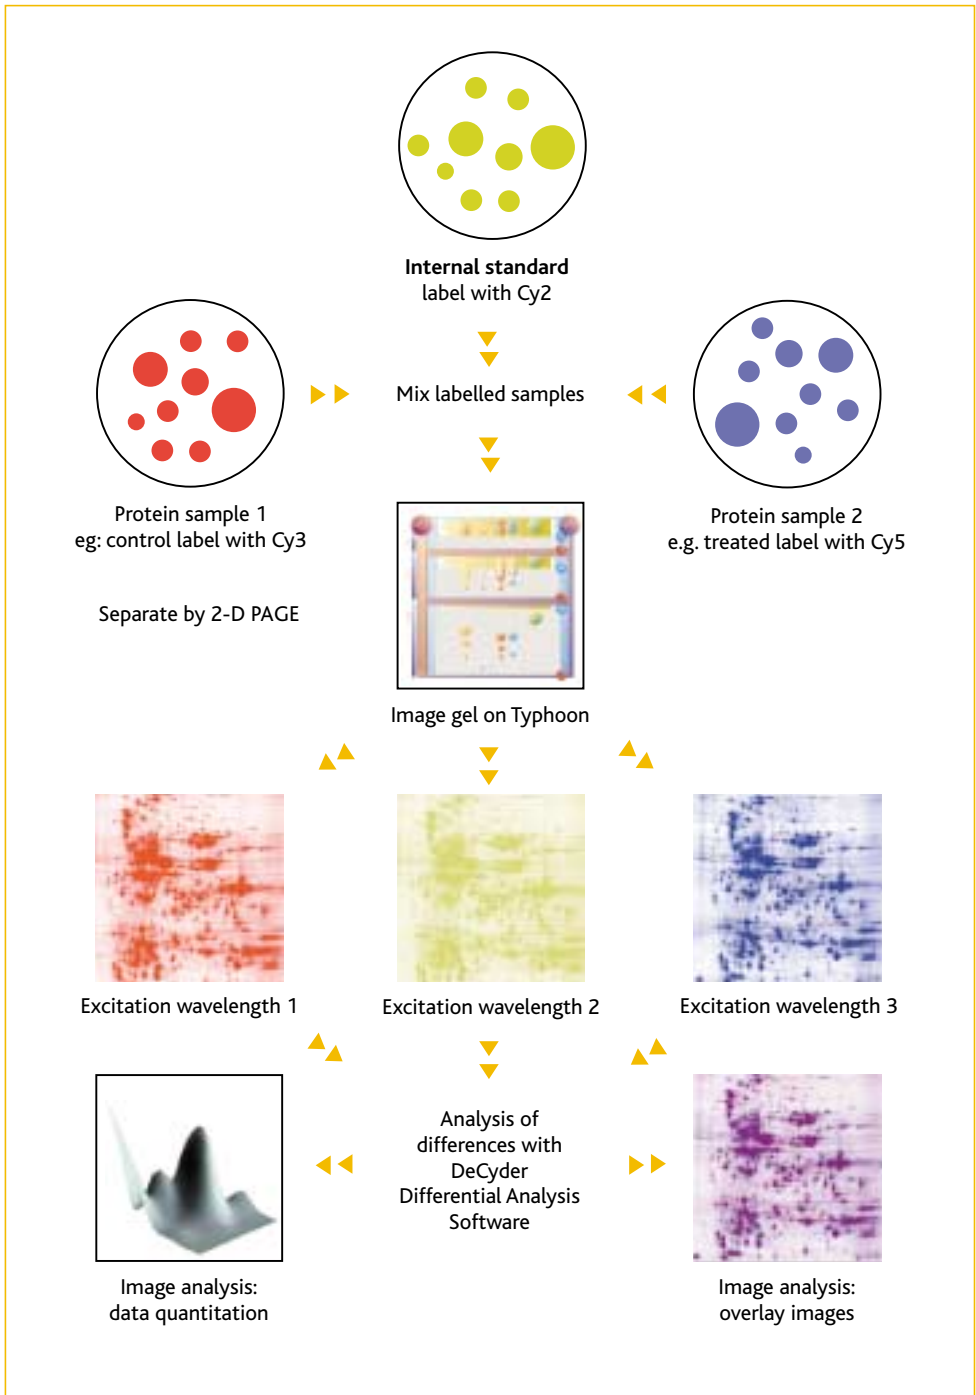 Internal standard
label with Cy2
Mix labelled samples
Protein sample 1
eg: control label with Cy3
Protein sample 2
e.g. treated label with Cy5
Separate by 2-D PAGE
Image gel on Typhoon
Excitation wavelength 1
Excitation wavelength 2
Excitation wavelength 3
Analysis of
differences with
DeCyder
Differential Analysis
Software
Image analysis:
data quantitation
Image analysis:
overlay images